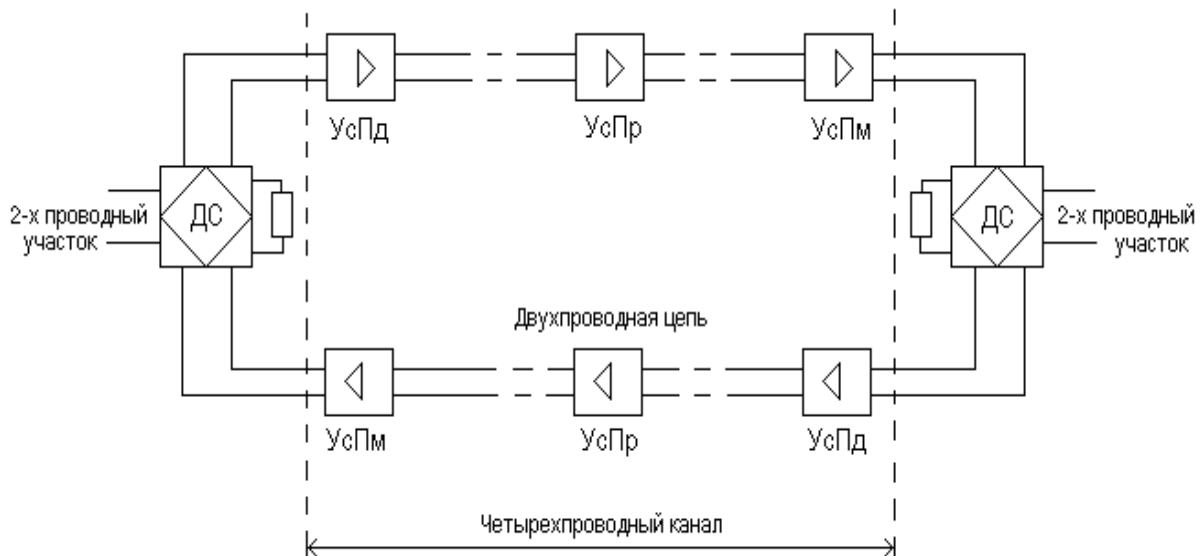 УсПд
УсПр
УсПм
2-х проводный
участок
ДС
ДС
2-х проводный
участок
Двухпроводная цепь
УсПм
УсПр
УсПд
Четырехпроводный канал